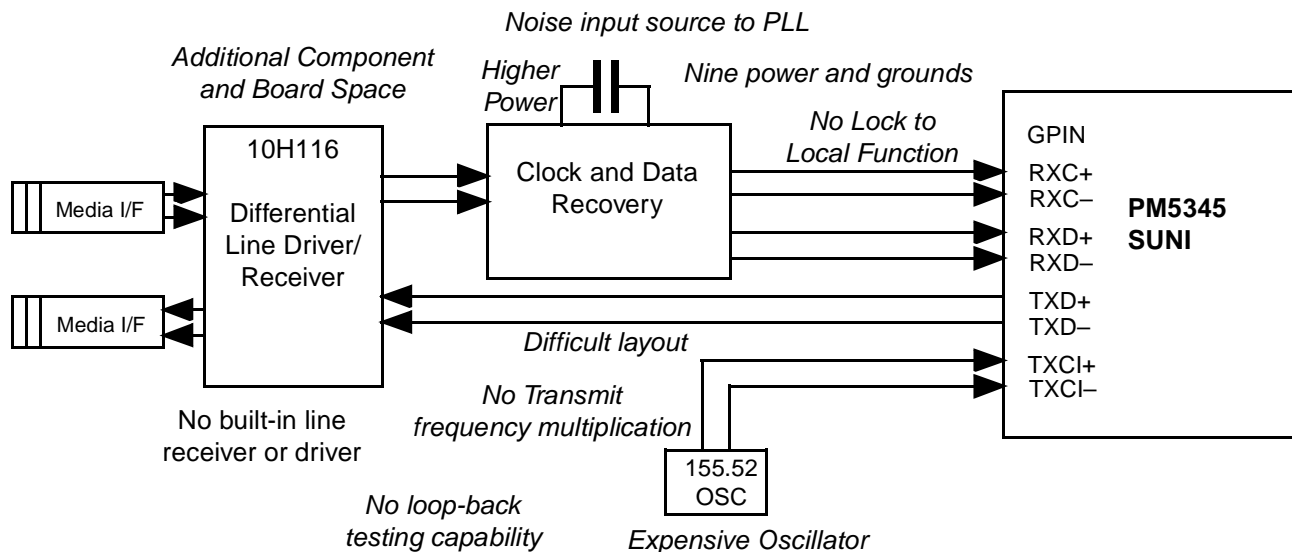 Noise input source to PLL
Additional Component
and Board Space
Higher
Power
Nine power and grounds
No Lock to
Local Function
10H116
Differential
Line Driver/
Receiver
Clock and Data
Recovery
Media I/F
Media I/F
GPIN
RXC+
RXC–
RXD+
RXD–
TXD+
TXD–
TXCI+
TXCI–
PM5345
SUNI
Difficult layout
No Transmit
frequency multiplication
No built-in line
receiver or driver
155.52
OSC
No loop-back
testing capability
Expensive Oscillator